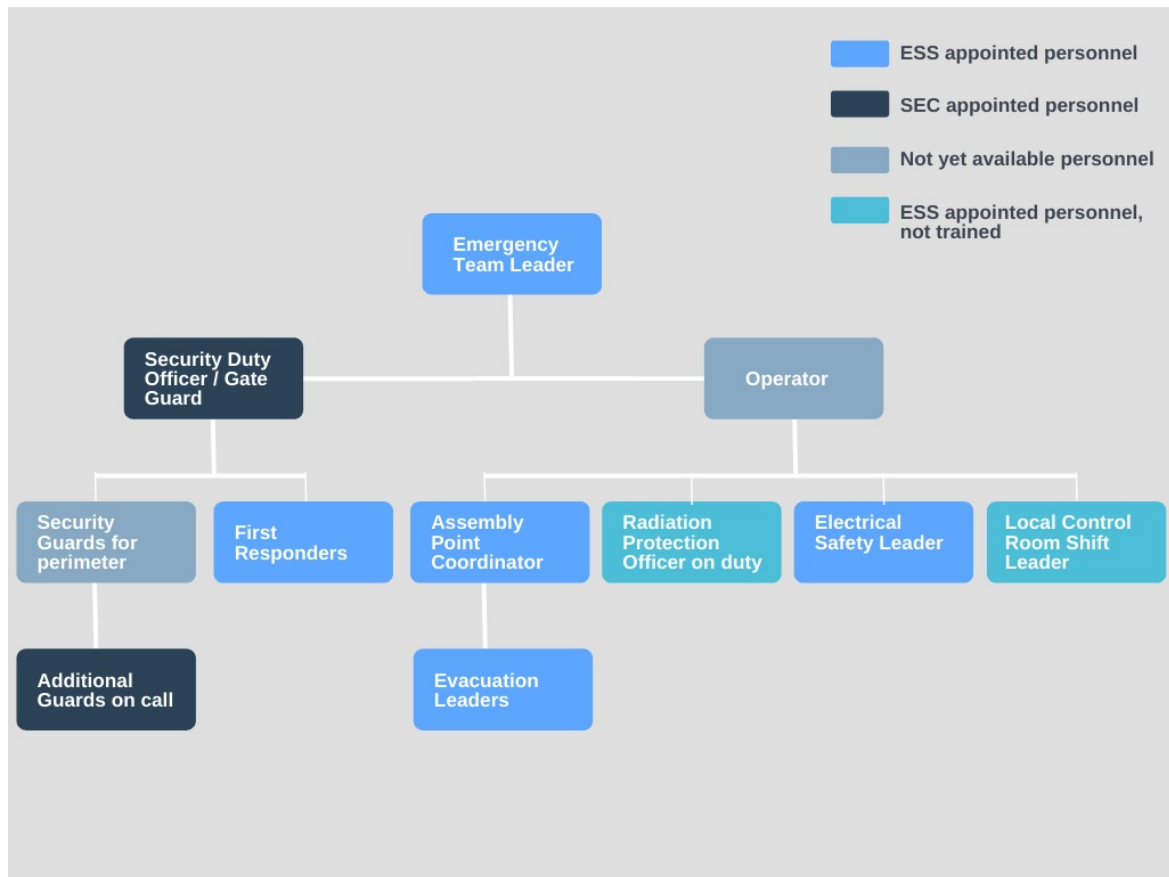 ESS appointed personnel
SEC appointed personnel
Not yet available personnel
ESS appointed personnel,
not trained
Emergency
Team Leader
Security Duty
Officer / Gate
Guard
Operator
Security
Guards for
perimeter
First
Responders
Assembly
Point
Coordinator
Radiation
Protection
Officer on duty
Electrical
Safety Leader
Local Control
Room Shift
Leader
Additional
Guards on call
Evacuation
Leaders